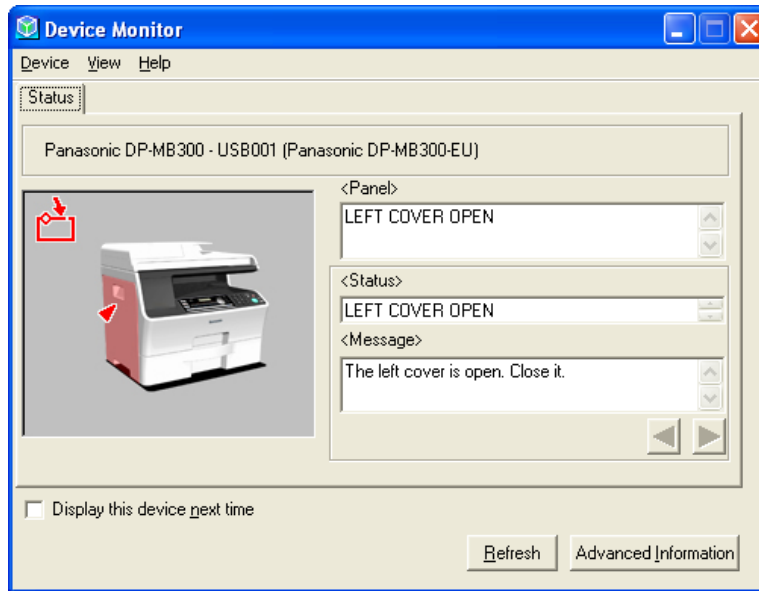 Device Monitor
Device View Help
Status
Panasonic DP-MB300 - USB001 (Panasonic DP-MB300-EU)
<Panel>
LEFT COVER OPEN
<Status>
LEFT COVER OPEN
<Message>
The left cover is open. Close it.
Display this device next time
Refresh Advanced Information